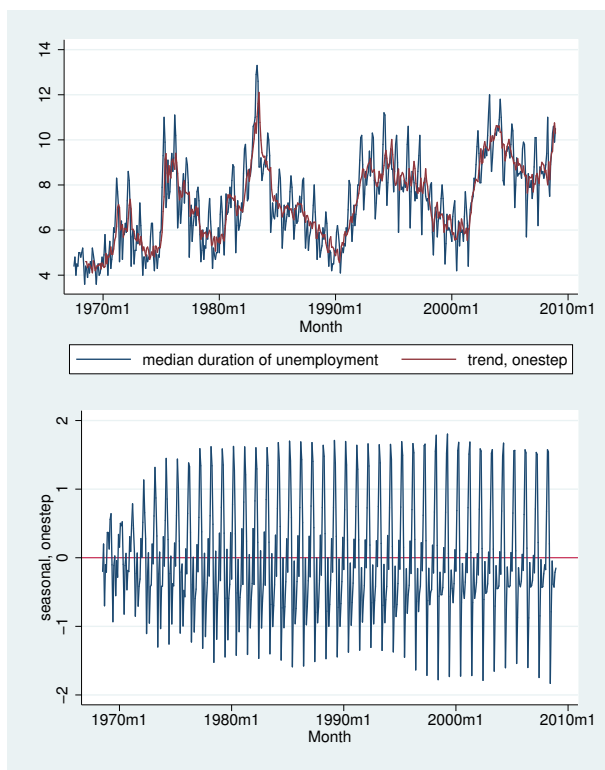 14
12
10
8
6
4
1970m1 1980m1 1990m1 2000m1 2010m1
Month
median duration of unemployment trend, onestep
2
1
0
−1
−2
seasonal, onestep
1970m1 1980m1 1990m1 2000m1 2010m1
Month